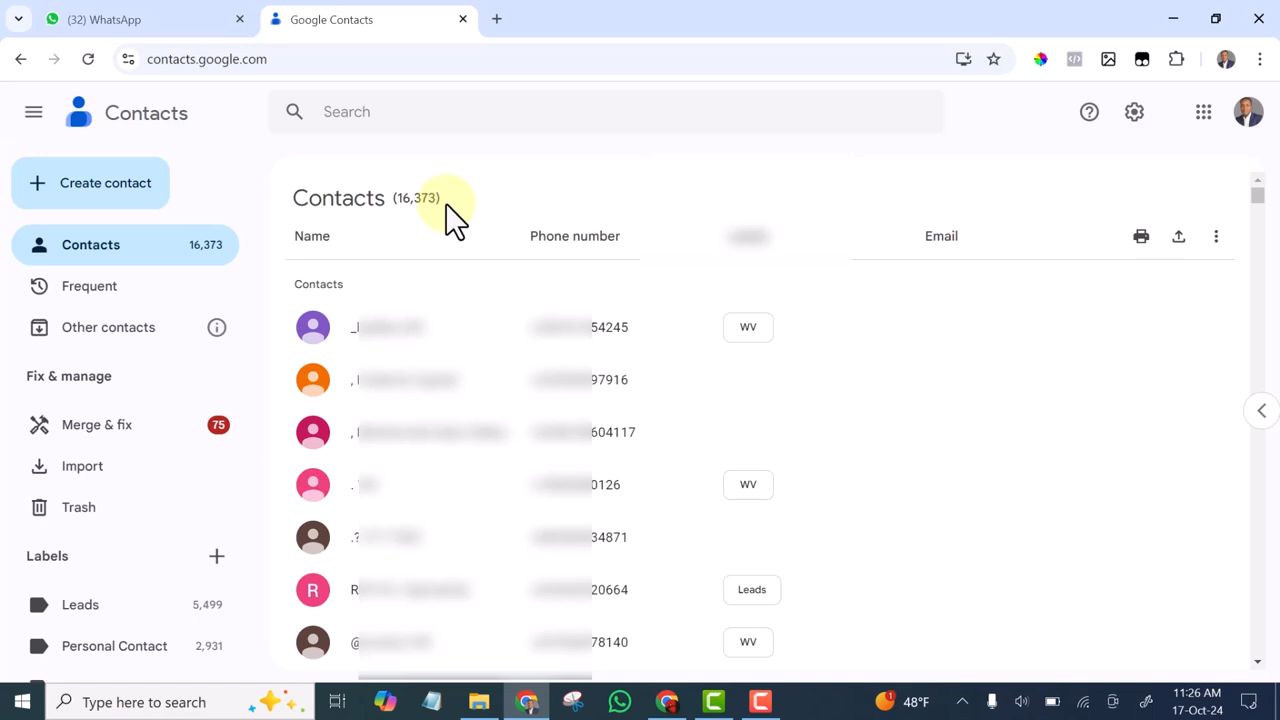 (32) WhatsApp
Google Contacts
contacts.google.com
Contacts
Search
Create contact
Contacts (16,373)
Name Phone number Email
Contacts 16,373
Frequent
Other contacts
Fix & manage
Merge & fix 75
Import
Trash
Labels
Leads 5,499
Personal Contact 2,931
Contacts
_ 54245 WV
, 97916
, 604117
. 0126 WV
.? 34871
R R 20664 Leads
@ 78140 WV
Type here to search
1
48°F
11:26 AM
17-Oct-24